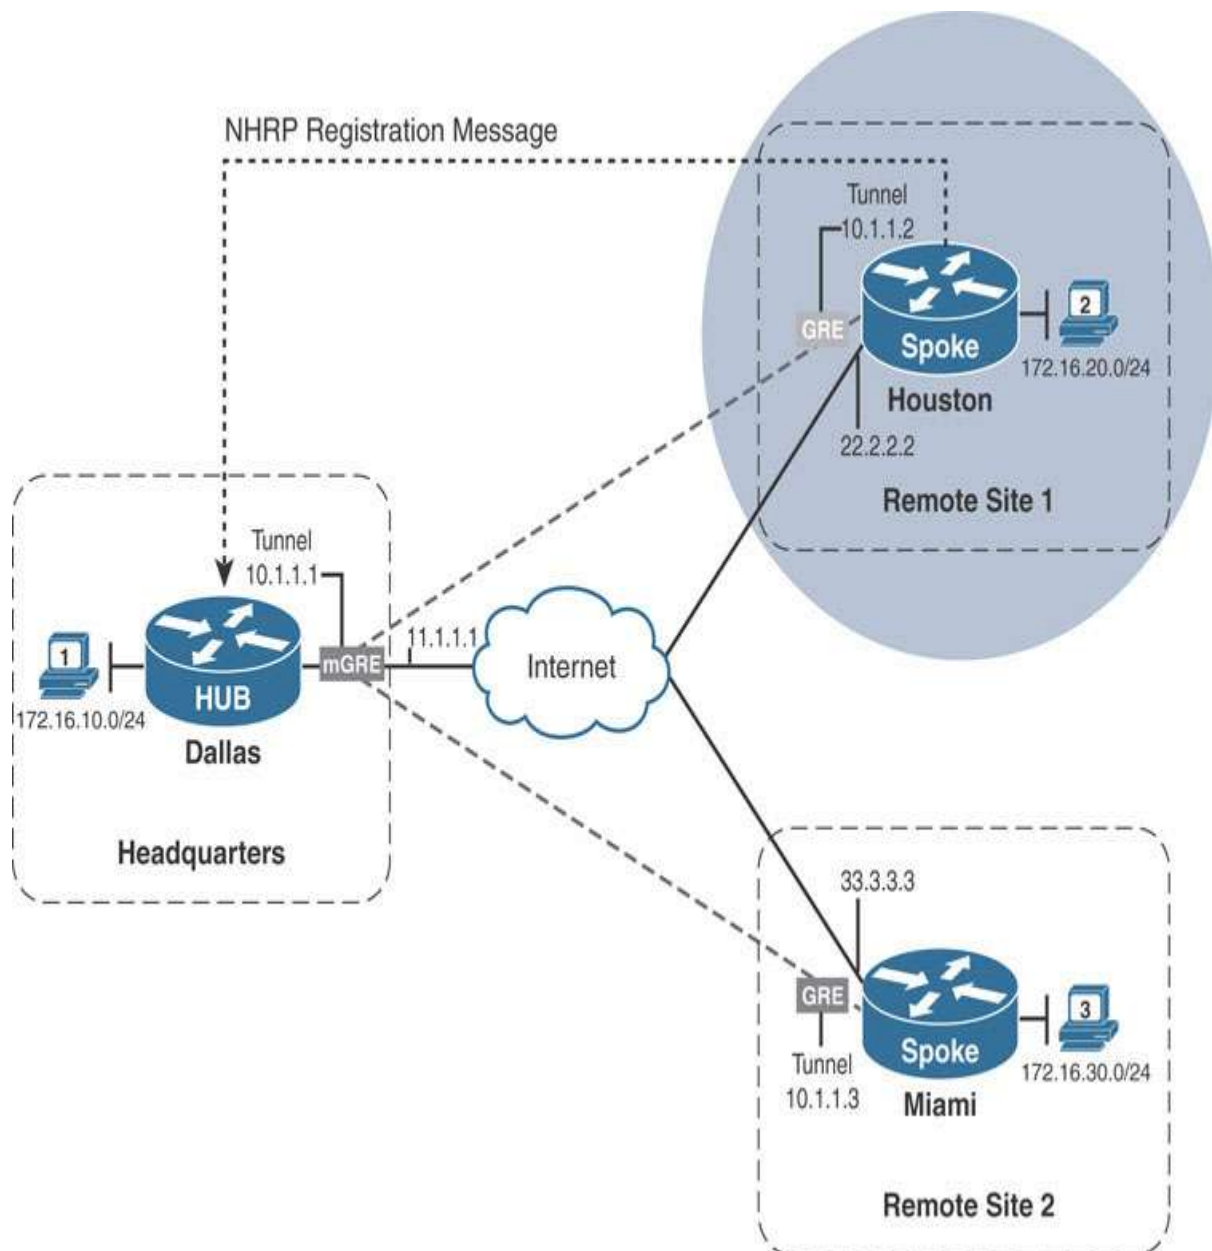 NHRP Registration Message
Tunnel
10.1.1.2
GRE
2
Spoke
172.16.20.0/24
Houston
22.2.2.2
Remote Site 1
Tunnel
10.1.1.1
11.1.1.1
1
mGRE
Internet
HUB
172.16.10.0/24
Dallas
Headquarters
33.3.3.3
GRE
3
Spoke
Tunnel
172.16.30.0/24
10.1.1.3
Miami
Remote Site 2